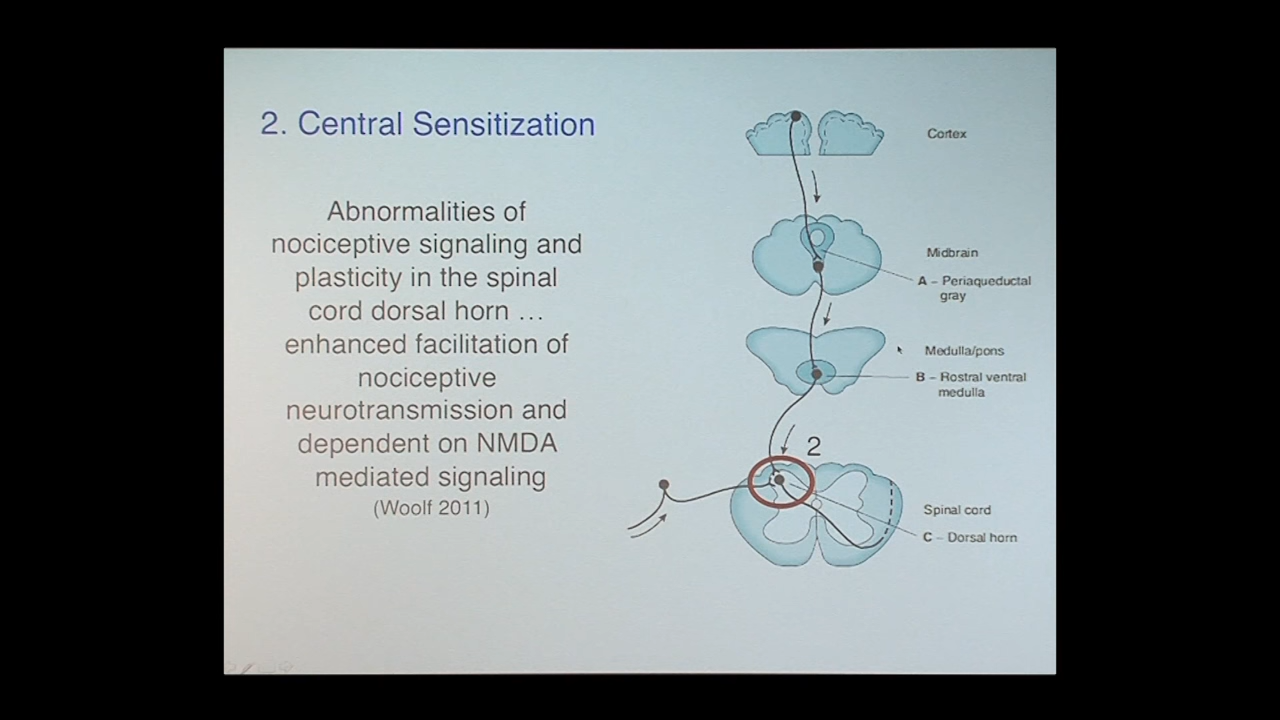 2. Central Sensitization
Abnormalities of
nociceptive signaling and
plasticity in the spinal
cord dorsal horn …
enhanced facilitation of
nociceptive
neurotransmission and
dependent on NMDA
mediated signaling
(Woolf 2011)
Cortex
Midbrain
A – Periaqueductal
gray
Medulla/pons
B – Rostral ventral
medulla
2
Spinal cord
C – Dorsal horn